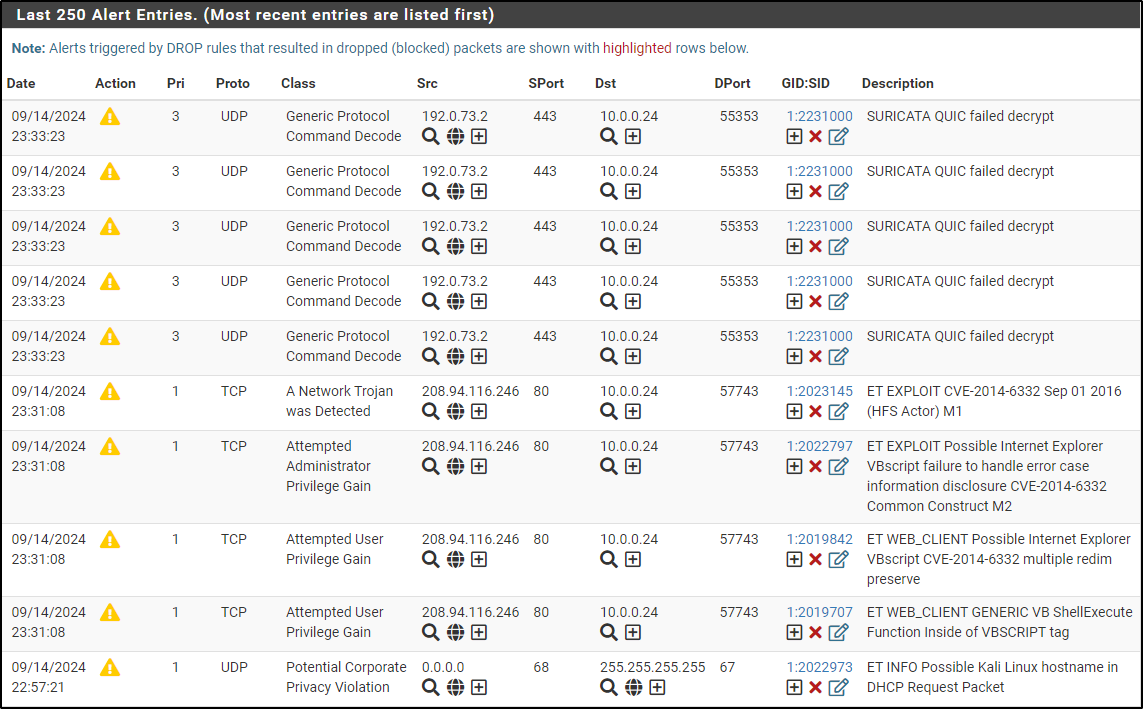 Last 250 Alert Entries. (Most recent entries are listed first)
Note: Alerts triggered by DROP rules that resulted in dropped (blocked) packets are shown with highlighted rows below.
Date Action Pri Proto Class Src SPort Dst DPort GID:SID Description
09/14/2024 3 UDP Generic Protocol 192.0.73.2 443 10.0.0.24 55353 1:2231000 SURICATA QUIC failed decrypt
23:33:23 Command Decode
09/14/2024 3 UDP Generic Protocol 192.0.73.2 443 10.0.0.24 55353 1:2231000 SURICATA QUIC failed decrypt
23:33:23 Command Decode
09/14/2024 3 UDP Generic Protocol 192.0.73.2 443 10.0.0.24 55353 1:2231000 SURICATA QUIC failed decrypt
23:33:23 Command Decode
09/14/2024 3 UDP Generic Protocol 192.0.73.2 443 10.0.0.24 55353 1:2231000 SURICATA QUIC failed decrypt
23:33:23 Command Decode
09/14/2024 3 UDP Generic Protocol 192.0.73.2 443 10.0.0.24 55353 1:2231000 SURICATA QUIC failed decrypt
23:33:23 Command Decode
09/14/2024 1 TCP A Network Trojan 208.94.116.246 80 10.0.0.24 57743 1:2023145 ET EXPLOIT CVE-2014-6332 Sep 01 2016
23:31:08 was Detected (HFS Actor) M1
09/14/2024 1 TCP Attempted 208.94.116.246 80 10.0.0.24 57743 1:2022797 ET EXPLOIT Possible Internet Explorer
23:31:08 Administrator VBscript failure to handle error case
Privilege Gain information disclosure CVE-2014-6332
Common Construct M2
09/14/2024 1 TCP Attempted User 208.94.116.246 80 10.0.0.24 57743 1:2019842 ET WEB_CLIENT Possible Internet Explorer
23:31:08 Privilege Gain VBscript CVE-2014-6332 multiple redim
preserve
09/14/2024 1 TCP Attempted User 208.94.116.246 80 10.0.0.24 57743 1:2019707 ET WEB_CLIENT GENERIC VB ShellExecute
23:31:08 Privilege Gain Function Inside of VBSCRIPT tag
09/14/2024 1 UDP Potential Corporate 0.0.0.0 68 255.255.255.255 67 1:2022973 ET INFO Possible Kali Linux hostname in
22:57:21 Privacy Violation DHCP Request Packet